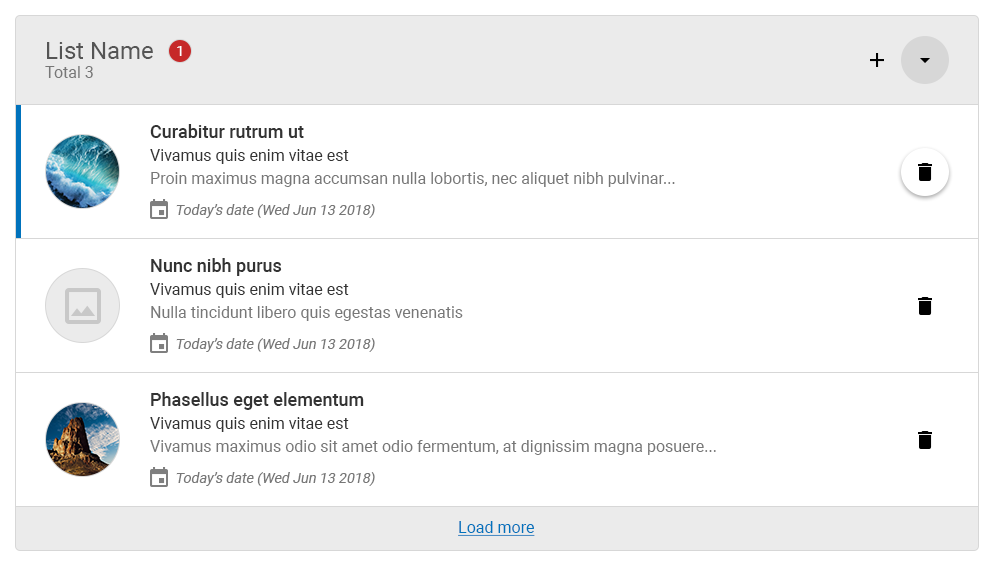 List Name 1
Total 3
Curabitur rutrum ut
Vivamus quis enim vitae est
Proin maximus magna accumsan nulla lobortis, nec aliquet nibh pulvinar...
Today's date (Wed Jun 13 2018)
Nunc nibh purus
Vivamus quis enim vitae est
Nulla tincidunt libero quis egestas venenatis
Today's date (Wed Jun 13 2018)
Phasellus eget elementum
Vivamus quis enim vitae est
Vivamus maximus odio sit amet odio fermentum, at dignissim magna posuere...
Today's date (Wed Jun 13 2018)
Load more